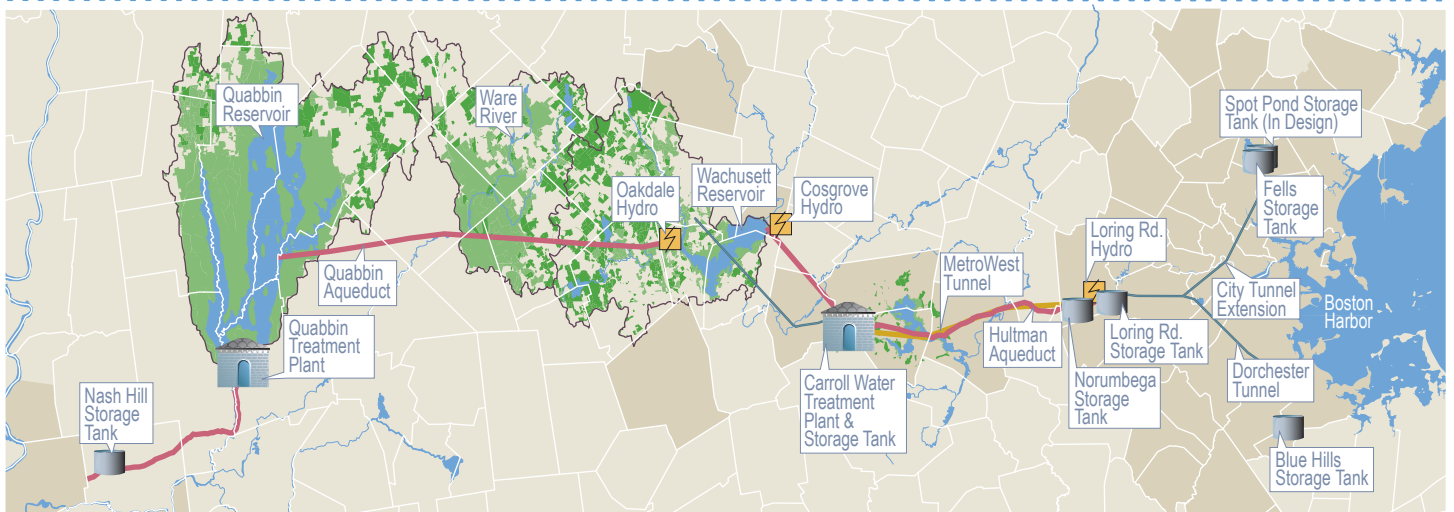 Quabbin
Reservoir
Ware
River
Spot Pond Storage
Tank (In Design)
Oakdale
Hydro
Wachusett
Reservoir
Cosgrove
Hydro
Fells
Storage
Tank
Loring Rd.
Hydro
Quabbin
Aqueduct
MetroWest
Tunnel
City Tunnel
Extension
Boston
Harbor
Quabbin
Treatment
Plant
Hultman
Aqueduct
Loring Rd.
Storage Tank
Nash Hill
Storage
Tank
Carroll Water
Treatment
Plant &
Storage Tank
Norumbega
Storage
Tank
Dorchester
Tunnel
Blue Hills
Storage Tank